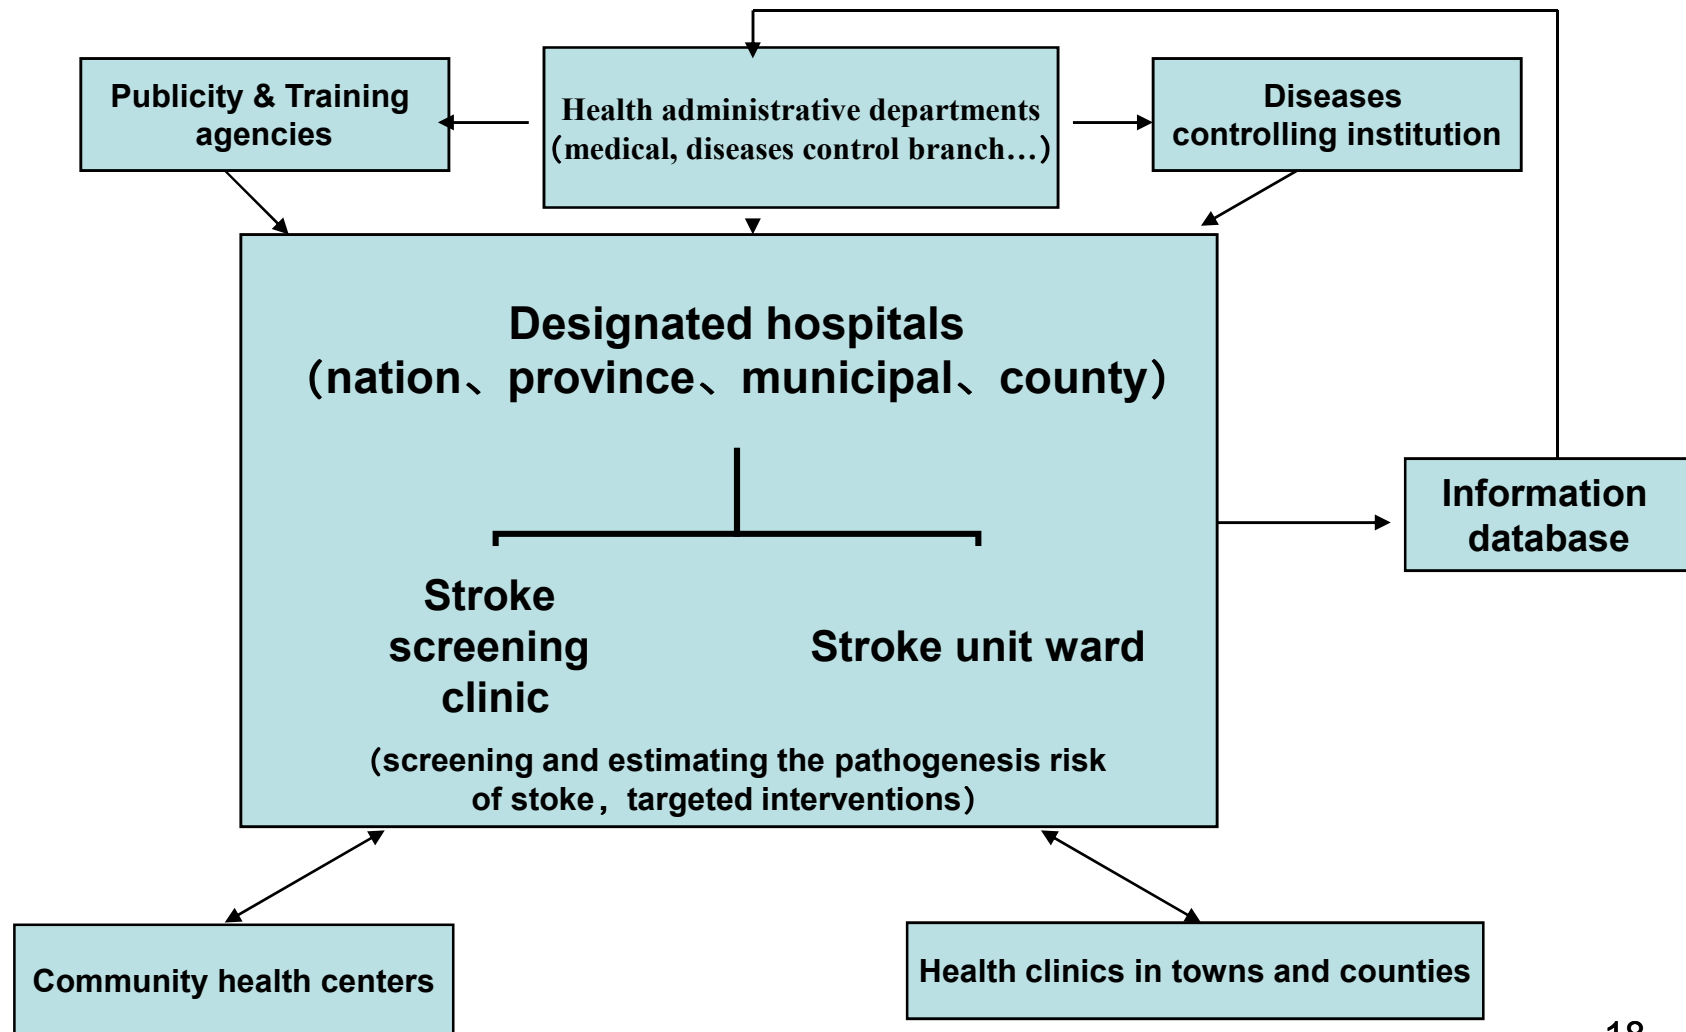 Publicity & Training
agencies
Health administrative departments
（medical, diseases control branch…）
Diseases
controlling institution
Designated hospitals
（nation、province、municipal、county）
Information
database
Stroke
screening
clinic
Stroke unit ward
（screening and estimating the pathogenesis risk
of stoke，targeted interventions）
Community health centers
Health clinics in towns and counties
18